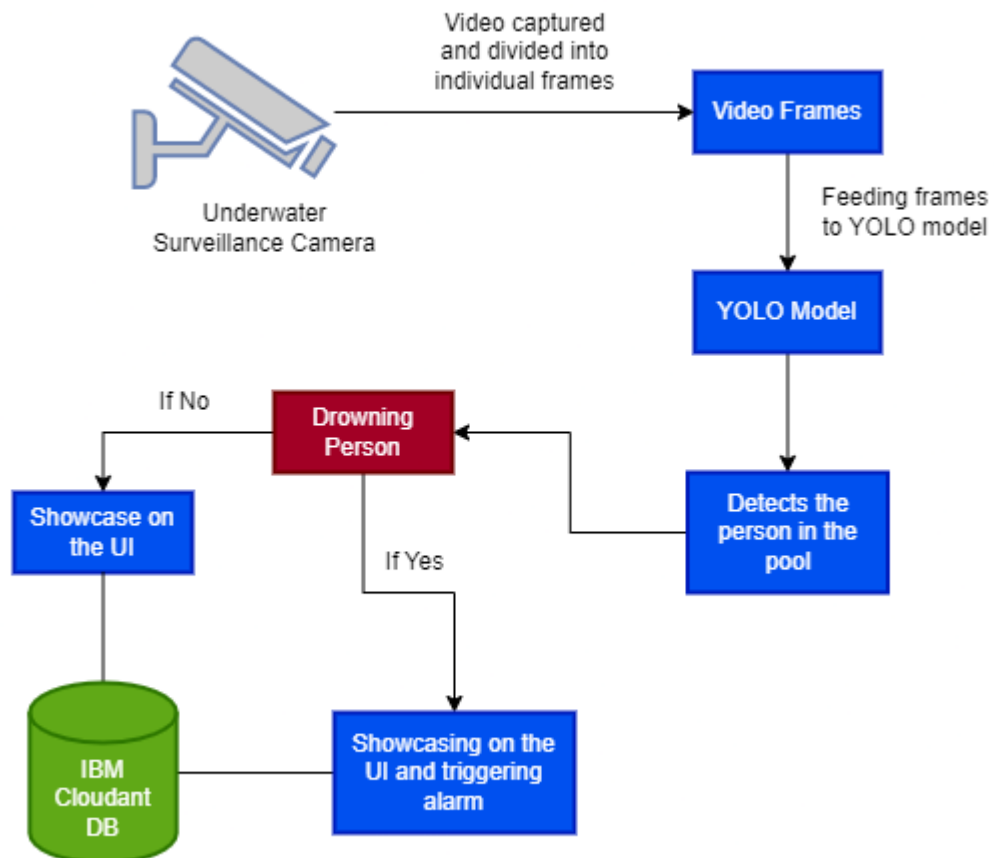 Video captured
and divided into
individual frames
Video Frames
Underwater
Surveillance Camera
Feeding frames
to YOLO model
YOLO Model
If No
Drowning
Person
Showcase on
the UI
Detects the
person in the
pool
If Yes
IBM
Cloudant
DB
Showcasing on the
UI and triggering
alarm